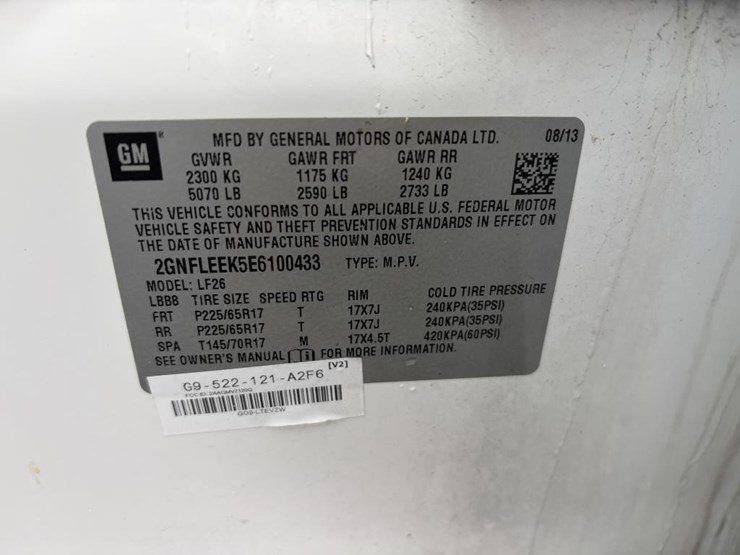 GM
MFD BY GENERAL MOTORS OF CANADA LTD. 08/13
GVWR GAWR FRT GAWR RR
2300 KG 1175 KG 1240 KG
5070 LB 2590 LB 2733 LB
THIS VEHICLE CONFORMS TO ALL APPLICABLE U.S. FEDERAL MOTOR
VEHICLE SAFETY AND THEFT PREVENTION STANDARDS IN EFFECT ON
THE DATE OF MANUFACTURE SHOWN ABOVE.
2GNFLEEK5E6100433 TYPE: M.P.V.
MODEL: LF26
LBB8 TIRE SIZE SPEED RTG RIM COLD TIRE PRESSURE
FRT P225/65R17 T 17X7J 240KPA(35PSI)
RR P225/65R17 T 17X7J 240KPA(35PSI)
SPA T145/70R17 M 17X4.5T 420KPA(60PSI)
SEE OWNER'S MANUAL i FOR MORE INFORMATION.
G9-522-121-A2F6 [V2]
FCC ID:
GO9-LTEVZW